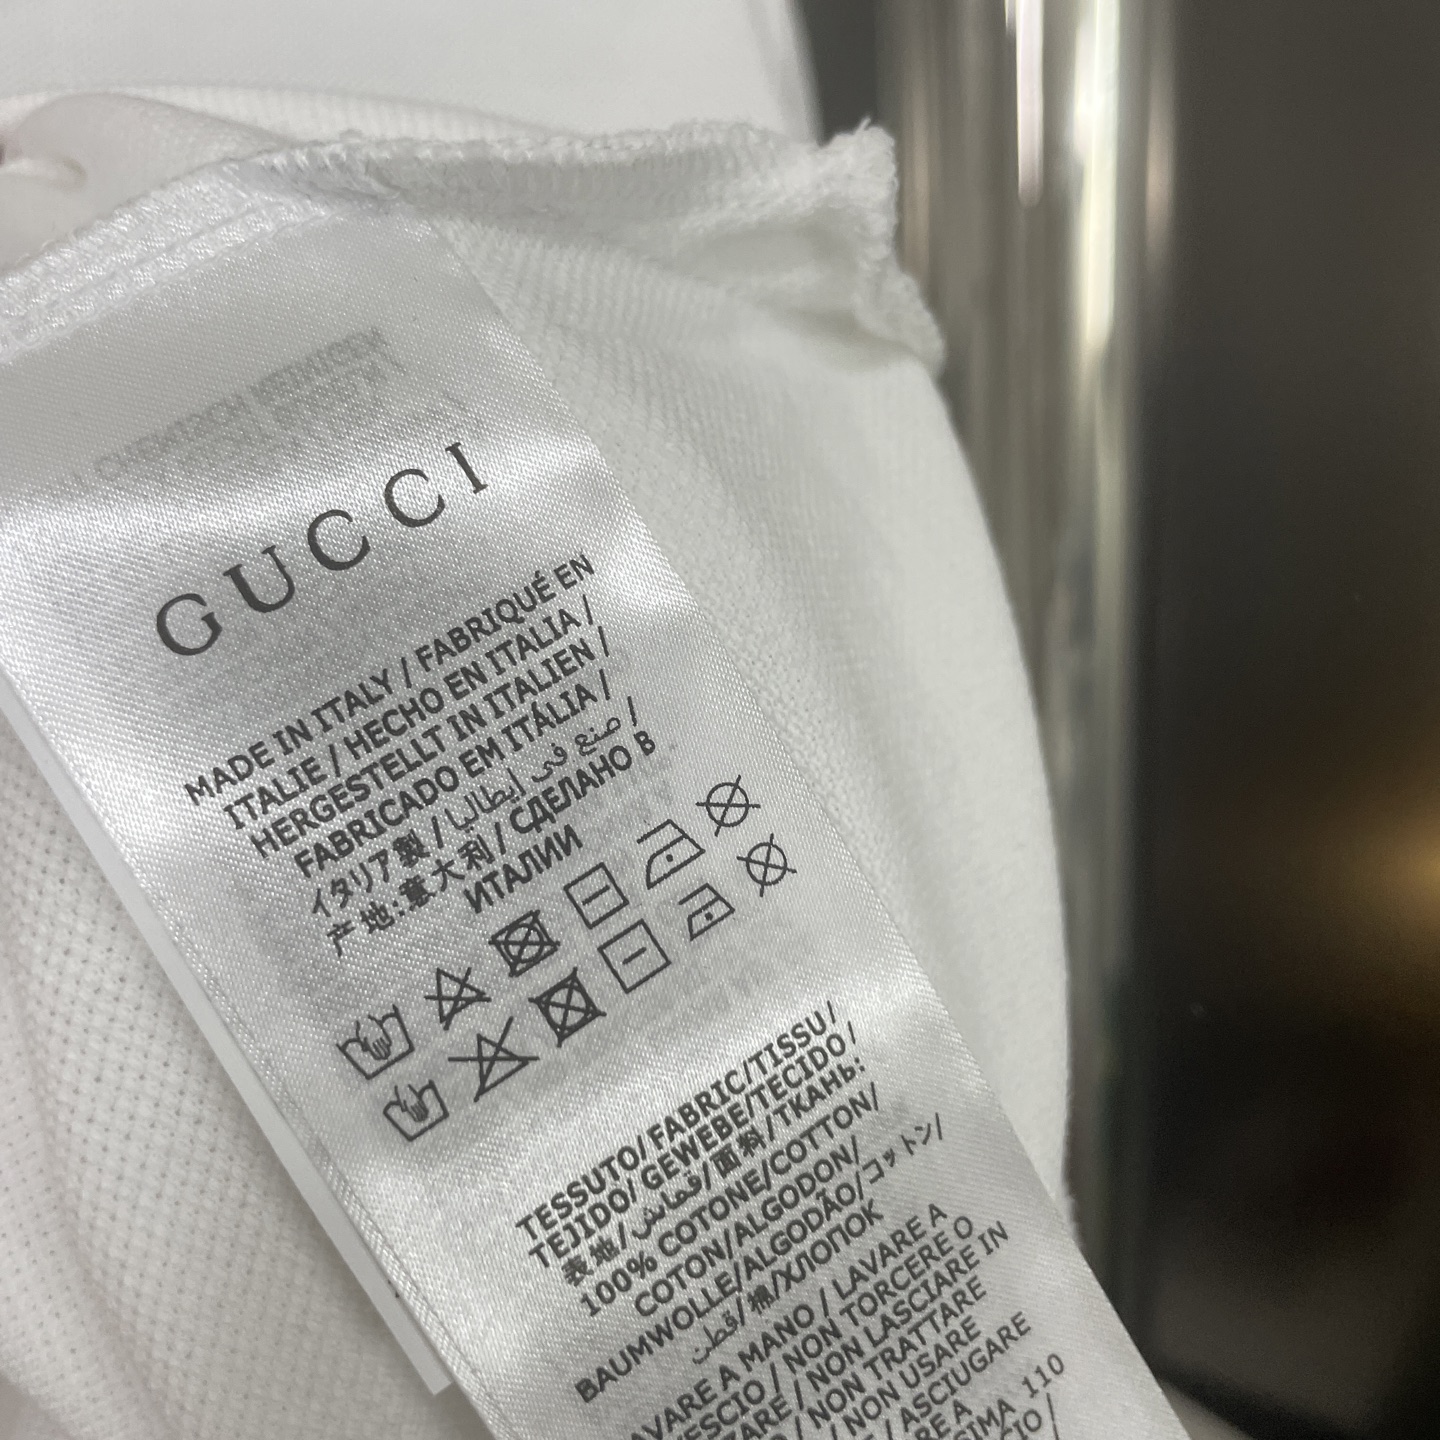 GUCCI
MADE IN ITALY / FABRIQUÉ EN
ITALIE / HECHO EN ITALIA /
HERGESTELLT IN ITALIEN /
FABRICADO EM ITÁLIA /
イタリア製 / صنع في إيطاليا /
产地:意大利 / СДЕЛАНО В
ИТАЛИИ
TESSUTO/ FABRIC/TISSU/
TEJIDO/ GEWEBE/TECIDO/
表地/قماش/面料/ТКАНЬ:
100% COTONE/COTTON/
COTON/ALGODON/
BAUMWOLLE/ALGODÃO/コットン/
قطن/棉/ХЛОПОК
AVARE A MANO / LAVARE A
NON TORCERE O
NON LASCIARE IN
NON TRATTARE
NON USARE
/ ASCIUGARE
110